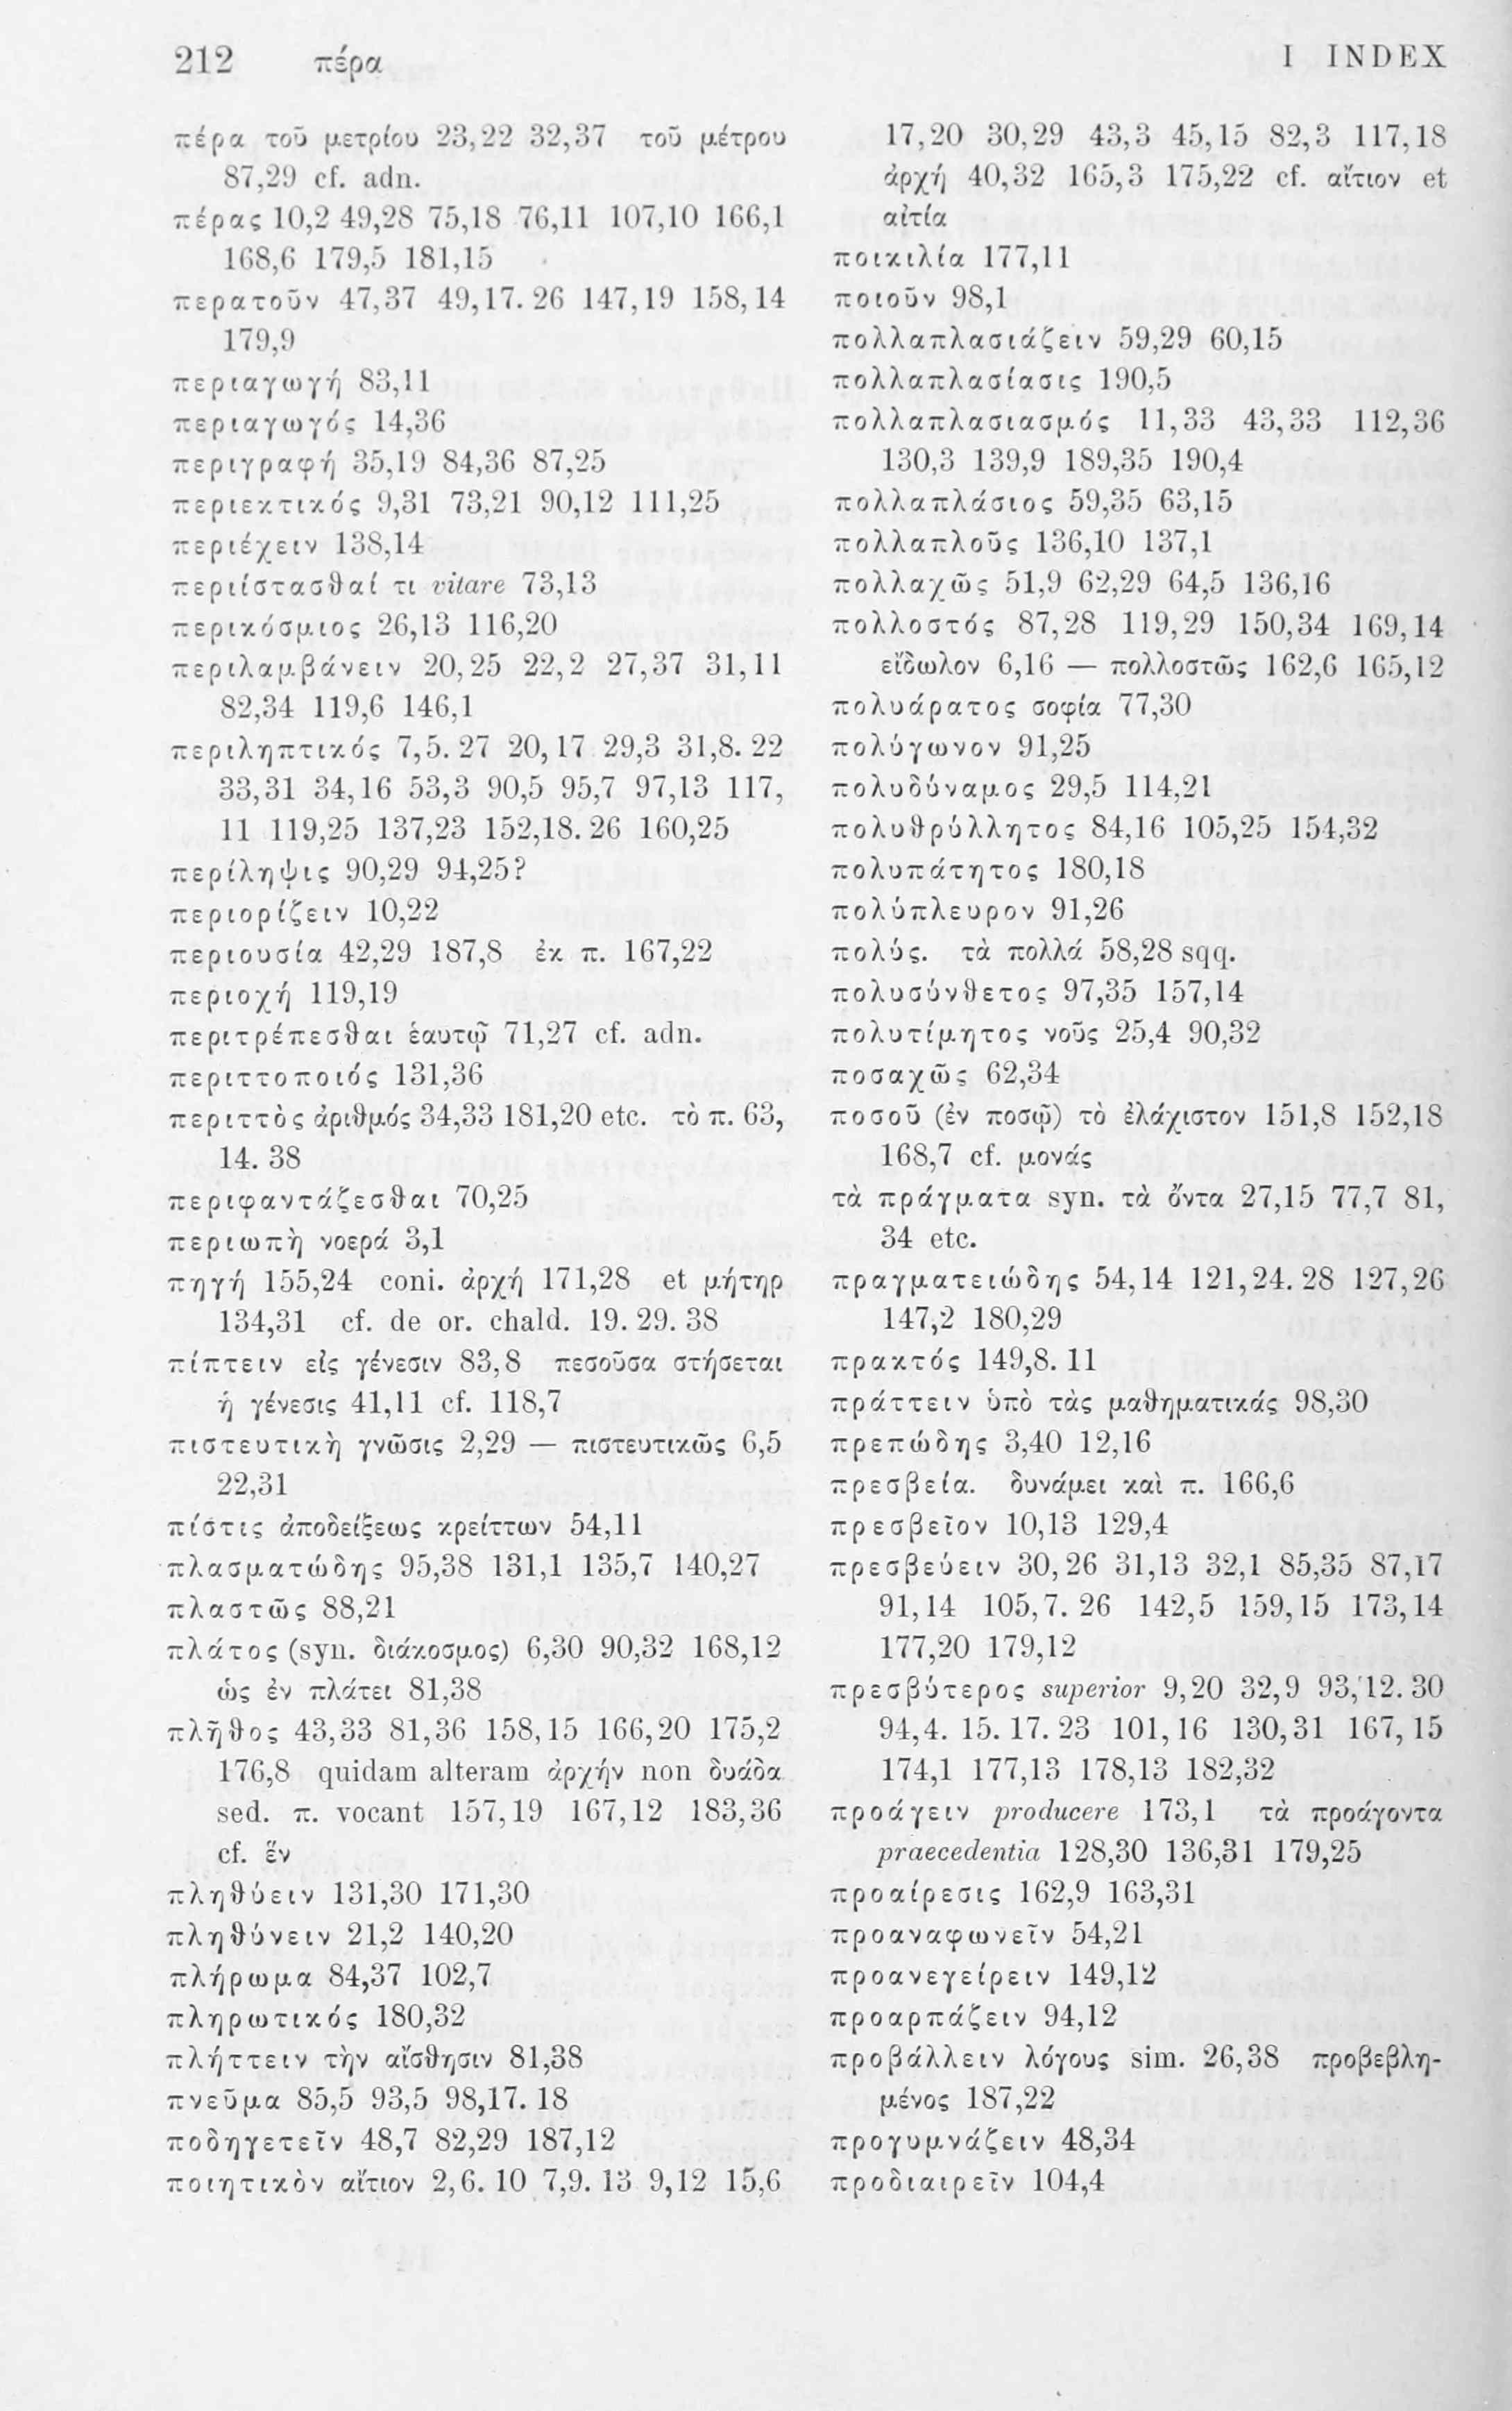 212 πέρα I INDEX
πέρα τοῦ μετρίου 23,22 32,37 τοῦ μέτρου
87,29 cf. adn.
πέρας 10,2 49,28 75,18 76,11 107,10 166,1
168,6 179,5 181,15
περατοῦν 47,37 49,17. 26 147,19 158,14
179,9
περιαγωγή 83,11
περιαγωγός 14,36
περιγραφή 35,19 84,36 87,25
περιεκτικός 9,31 73,21 90,12 111,25
περιέχειν 138,14
περιίστασθαί τι vitare 73,13
περικόσμιος 26,13 116,20
περιλαμβάνειν 20,25 22,2 27,37 31,11
82,34 119,6 146,1
περιληπτικός 7,5. 27 20,17 29,3 31,8. 22
33,31 34,16 53,3 90,5 95,7 97,13 117,
11 119,25 137,23 152,18. 26 160,25
περίληψις 90,29 94,25?
περιορίζειν 10,22
περιουσία 42,29 187,8 ἐκ π. 167,22
περιοχή 119,19
περιτρέπεσθαι ἑαυτῷ 71,27 cf. adn.
περιττοποιός 131,36
περιττὸς ἀριθμός 34,33 181,20 etc. τὸ π. 63,
14. 38
περιφαντάζεσθαι 70,25
περιωπὴ νοερά 3,1
πηγή 155,24 coni. ἀρχή 171,28 et μήτηρ
134,31 cf. de or. chald. 19. 29. 38
πίπτειν εἰς γένεσιν 83,8 πεσοῦσα στήσεται
ἡ γένεσις 41,11 cf. 118,7
πιστευτικὴ γνῶσις 2,29 — πιστευτικῶς 6,5
22,31
πίστις ἀποδείξεως κρείττων 54,11
πλασματώδης 95,38 131,1 135,7 140,27
πλαστῶς 88,21
πλάτος (syn. διάκοσμος) 6,30 90,32 168,12
ὡς ἐν πλάτει 81,38
πλῆθος 43,33 81,36 158,15 166,20 175,2
176,8 quidam alteram ἀρχήν non δυάδα
sed. π. vocant 157,19 167,12 183,36
cf. ἕν
πληθύειν 131,30 171,30
πληθύνειν 21,2 140,20
πλήρωμα 84,37 102,7
πληρωτικός 180,32
πλήττειν τὴν αἴσθησιν 81,38
πνεῦμα 85,5 93,5 98,17. 18
ποδηγετεῖν 48,7 82,29 187,12
ποιητικὸν αἴτιον 2,6. 10 7,9. 13 9,12 15,6
17,20 30,29 43,3 45,15 82,3 117,18
ἀρχή 40,32 165,3 175,22 cf. αἴτιον et
αἰτία
ποικιλία 177,11
ποιοῦν 98,1
πολλαπλασιάζειν 59,29 60,15
πολλαπλασίασις 190,5
πολλαπλασιασμός 11,33 43,33 112,36
130,3 139,9 189,35 190,4
πολλαπλάσιος 59,35 63,15
πολλαπλοῦς 136,10 137,1
πολλαχῶς 51,9 62,29 64,5 136,16
πολλοστός 87,28 119,29 150,34 169,14
εἴδωλον 6,16 — πολλοστῶς 162,6 165,12
πολυάρατος σοφία 77,30
πολύγωνον 91,25
πολυδύναμος 29,5 114,21
πολυθρύλλητος 84,16 105,25 154,32
πολυπάτητος 180,18
πολύπλευρον 91,26
πολύς. τὰ πολλά 58,28 sqq.
πολυσύνθετος 97,35 157,14
πολυτίμητος νοῦς 25,4 90,32
ποσαχῶς 62,34
ποσοῦ (ἐν ποσῷ) τὸ ἐλάχιστον 151,8 152,18
168,7 cf. μονάς
τὰ πράγματα syn. τὰ ὄντα 27,15 77,7 81,
34 etc.
πραγματειώδης 54,14 121,24. 28 127,26
147,2 180,29
πρακτός 149,8. 11
πράττειν ὑπὸ τὰς μαθηματικάς 98,30
πρεπώδης 3,40 12,16
πρεσβεία. δυνάμει καὶ π. 166,6
πρεσβεῖον 10,13 129,4
πρεσβεύειν 30,26 31,13 32,1 85,35 87,17
91,14 105,7. 26 142,5 159,15 173,14
177,20 179,12
πρεσβύτερος superior 9,20 32,9 93,12. 30
94,4. 15. 17. 23 101,16 130,31 167,15
174,1 177,13 178,13 182,32
προάγειν producere 173,1 τὰ προάγοντα
praecedentia 128,30 136,31 179,25
προαίρεσις 162,9 163,31
προαναφωνεῖν 54,21
προανεγείρειν 149,12
προαρπάζειν 94,12
προβάλλειν λόγους sim. 26,38 προβεβλη-
μένος 187,22
προγυμνάζειν 48,34
προδιαιρεῖν 104,4